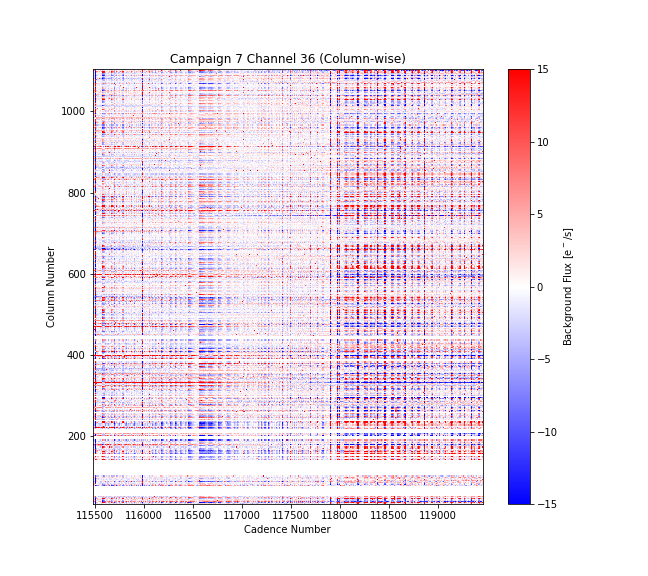 Campaign 7 Channel 36 (Column-wise)
Column Number
1000
800
600
400
200
115500 116000 116500 117000 117500 118000 118500 119000
Cadence Number
15
10
5
0
−5
−10
−15
Background Flux [e⁻/s]